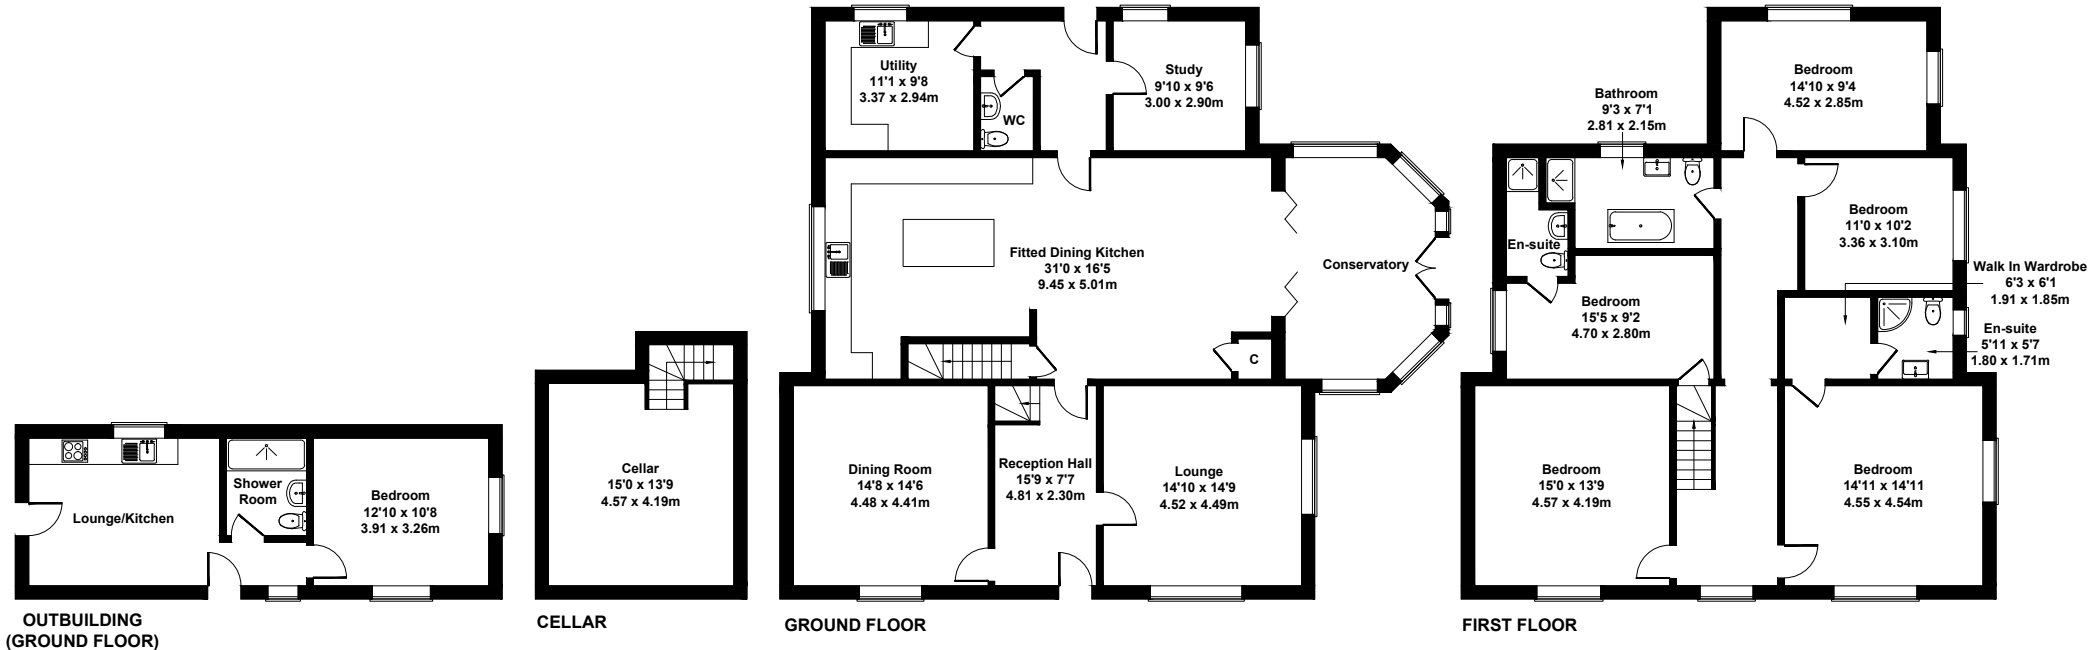 Lounge/Kitchen
Shower
Room
Bedroom
12'10 x 10'8
3.91 x 3.26m
OUTBUILDING
(GROUND FLOOR)
Cellar
15'0 x 13'9
4.57 x 4.19m
CELLAR
Utility
11'1 x 9'8
3.37 x 2.94m
WC
Study
9'10 x 9'6
3.00 x 2.90m
Fitted Dining Kitchen
31'0 x 16'5
9.45 x 5.01m
Conservatory
C
Dining Room
14'8 x 14'6
4.48 x 4.41m
Reception Hall
15'9 x 7'7
4.81 x 2.30m
Lounge
14'10 x 14'9
4.52 x 4.49m
GROUND FLOOR
Bedroom
14'10 x 9'4
4.52 x 2.85m
Bathroom
9'3 x 7'1
2.81 x 2.15m
En-suite
Bedroom
11'0 x 10'2
3.36 x 3.10m
Walk In Wardrobe
6'3 x 6'1
1.91 x 1.85m
Bedroom
15'5 x 9'2
4.70 x 2.80m
En-suite
5'11 x 5'7
1.80 x 1.71m
Bedroom
15'0 x 13'9
4.57 x 4.19m
Bedroom
14'11 x 14'11
4.55 x 4.54m
FIRST FLOOR